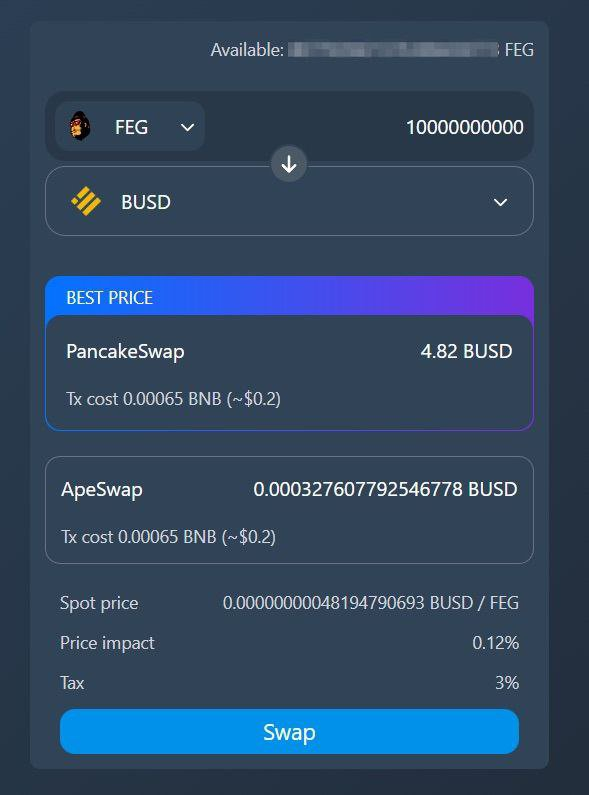 Available: FEG
FEG 10000000000
BUSD
BEST PRICE
PancakeSwap 4.82 BUSD
Tx cost 0.00065 BNB (~$0.2)
ApeSwap 0.000327607792546778 BUSD
Tx cost 0.00065 BNB (~$0.2)
Spot price 0.00000000048194790693 BUSD / FEG
Price impact 0.12%
Tax 3%
Swap